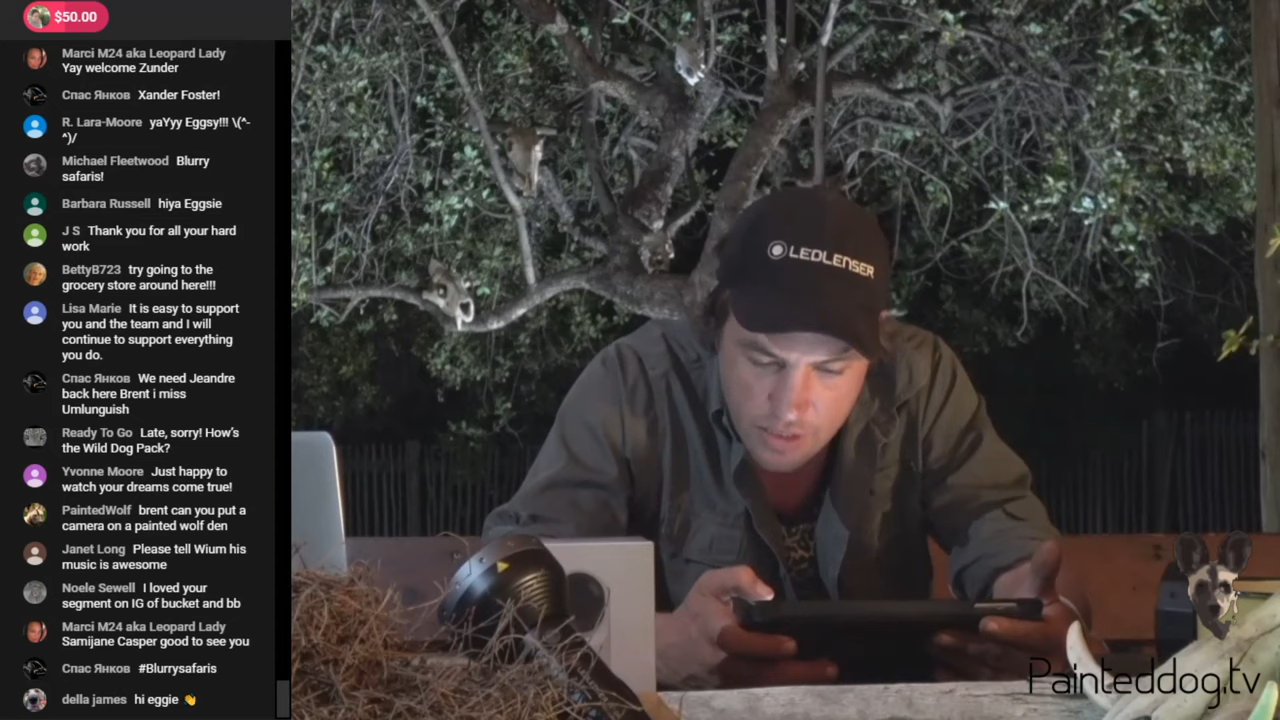 $50.00
Marci M24 aka Leopard Lady
Yay welcome Zunder
Спас Янков Xander Foster!
R. Lara-Moore yaYyy Eggsy!!! \(^-
^)/
Michael Fleetwood Blurry
safaris!
Barbara Russell hiya Eggsie
J S Thank you for all your hard
work
BettyB723 try going to the
grocery store around here!!!
Lisa Marie It is easy to support
you and the team and I will
continue to support everything
you do.
Спас Янков We need Jeandre
back here Brent i miss
Umlunguish
Ready To Go Late, sorry! How's
the Wild Dog Pack?
Yvonne Moore Just happy to
watch your dreams come true!
PaintedWolf brent can you put a
camera on a painted wolf den
Janet Long Please tell Wium his
music is awesome
Noele Sewell I loved your
segment on IG of bucket and bb
Marci M24 aka Leopard Lady
Samijane Casper good to see you
Спас Янков #Blurrysafaris
della james hi eggie 👋
LEDLENSER
Painteddog.tv